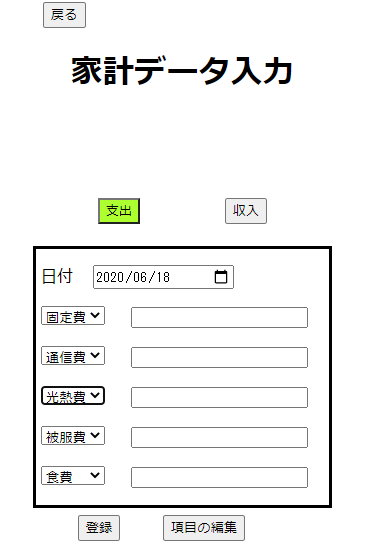 戻る
家計データ入力
支出 収入
日付 2020/06/18
固定費
通信費
光熱費
被服費
食費
登録 項目の編集